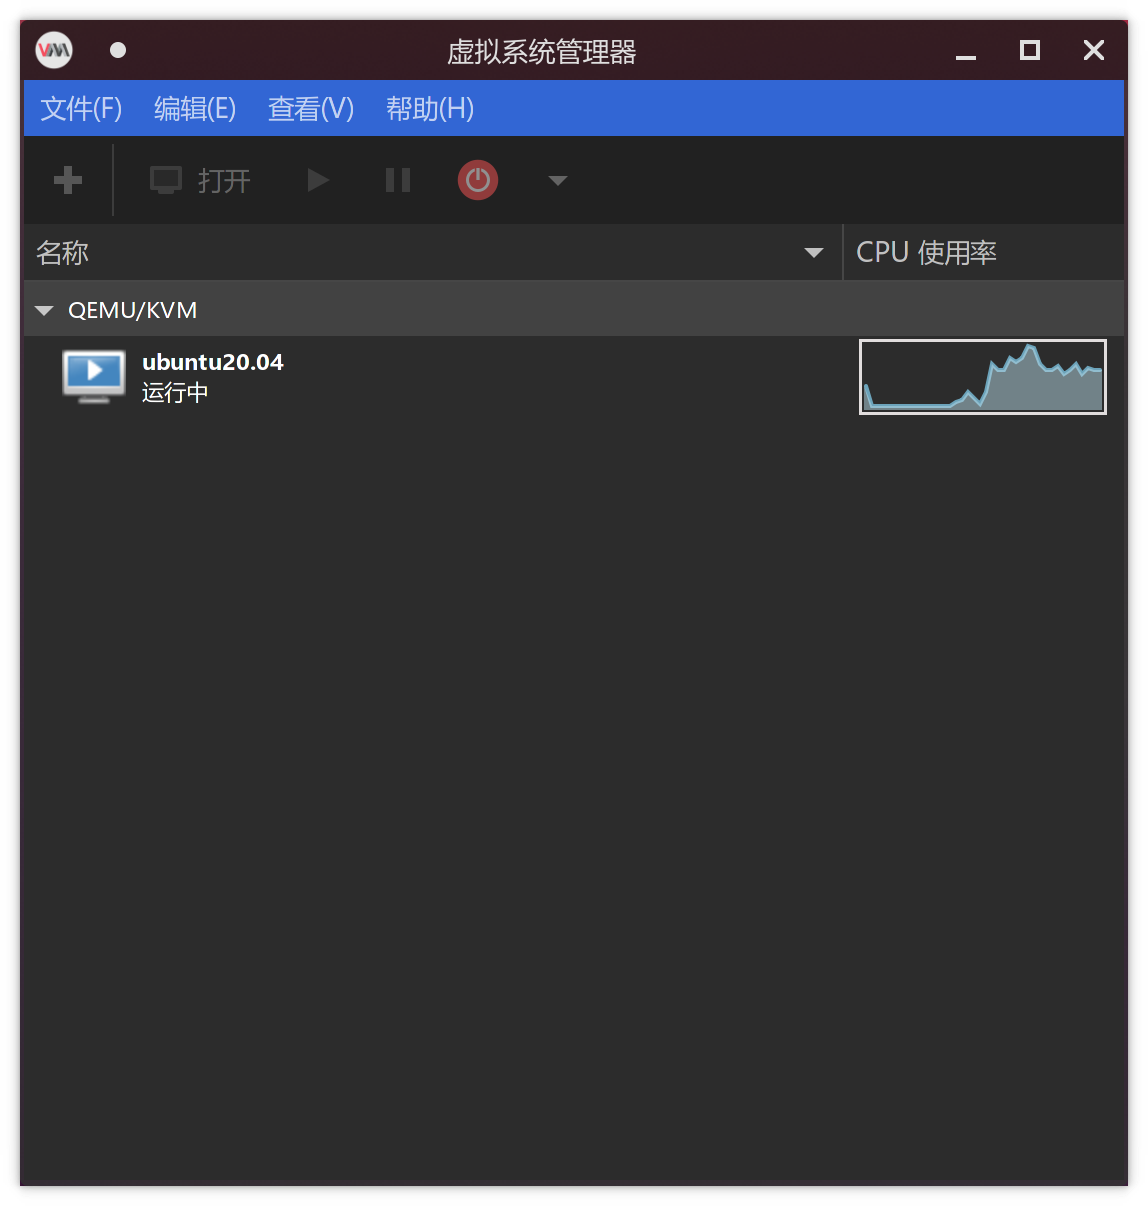 虚拟系统管理器
文件(F) 编辑(E) 查看(V) 帮助(H)
打开
名称 CPU 使用率
QEMU/KVM
ubuntu20.04
运行中